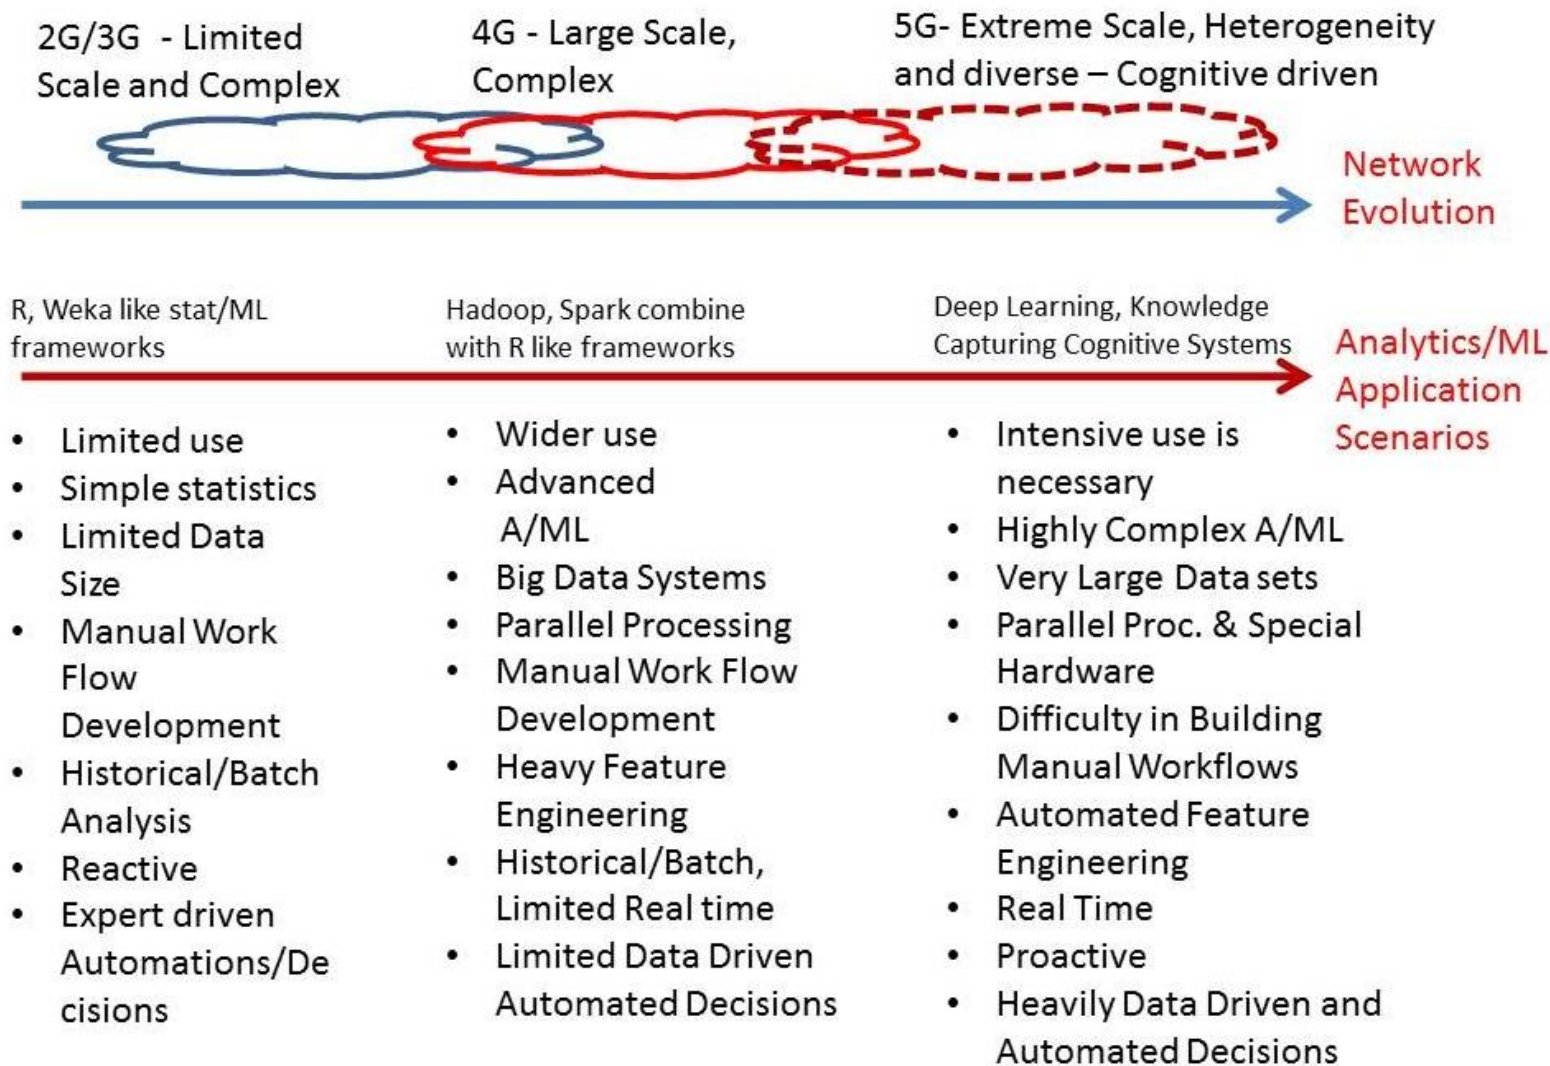 2G/3G - Limited
Scale and Complex
4G - Large Scale,
Complex
5G- Extreme Scale, Heterogeneity
and diverse – Cognitive driven
Network
Evolution
R, Weka like stat/ML
frameworks
Hadoop, Spark combine
with R like frameworks
Deep Learning, Knowledge
Capturing Cognitive Systems
Analytics/ML
Application
Scenarios
• Limited use
• Simple statistics
• Limited Data
Size
• Manual Work
Flow
Development
• Historical/Batch
Analysis
• Reactive
• Expert driven
Automations/De
cisions
• Wider use
• Advanced
A/ML
• Big Data Systems
• Parallel Processing
• Manual Work Flow
Development
• Heavy Feature
Engineering
• Historical/Batch,
Limited Real time
• Limited Data Driven
Automated Decisions
• Intensive use is
necessary
• Highly Complex A/ML
• Very Large Data sets
• Parallel Proc. & Special
Hardware
• Difficulty in Building
Manual Workflows
• Automated Feature
Engineering
• Real Time
• Proactive
• Heavily Data Driven and
Automated Decisions